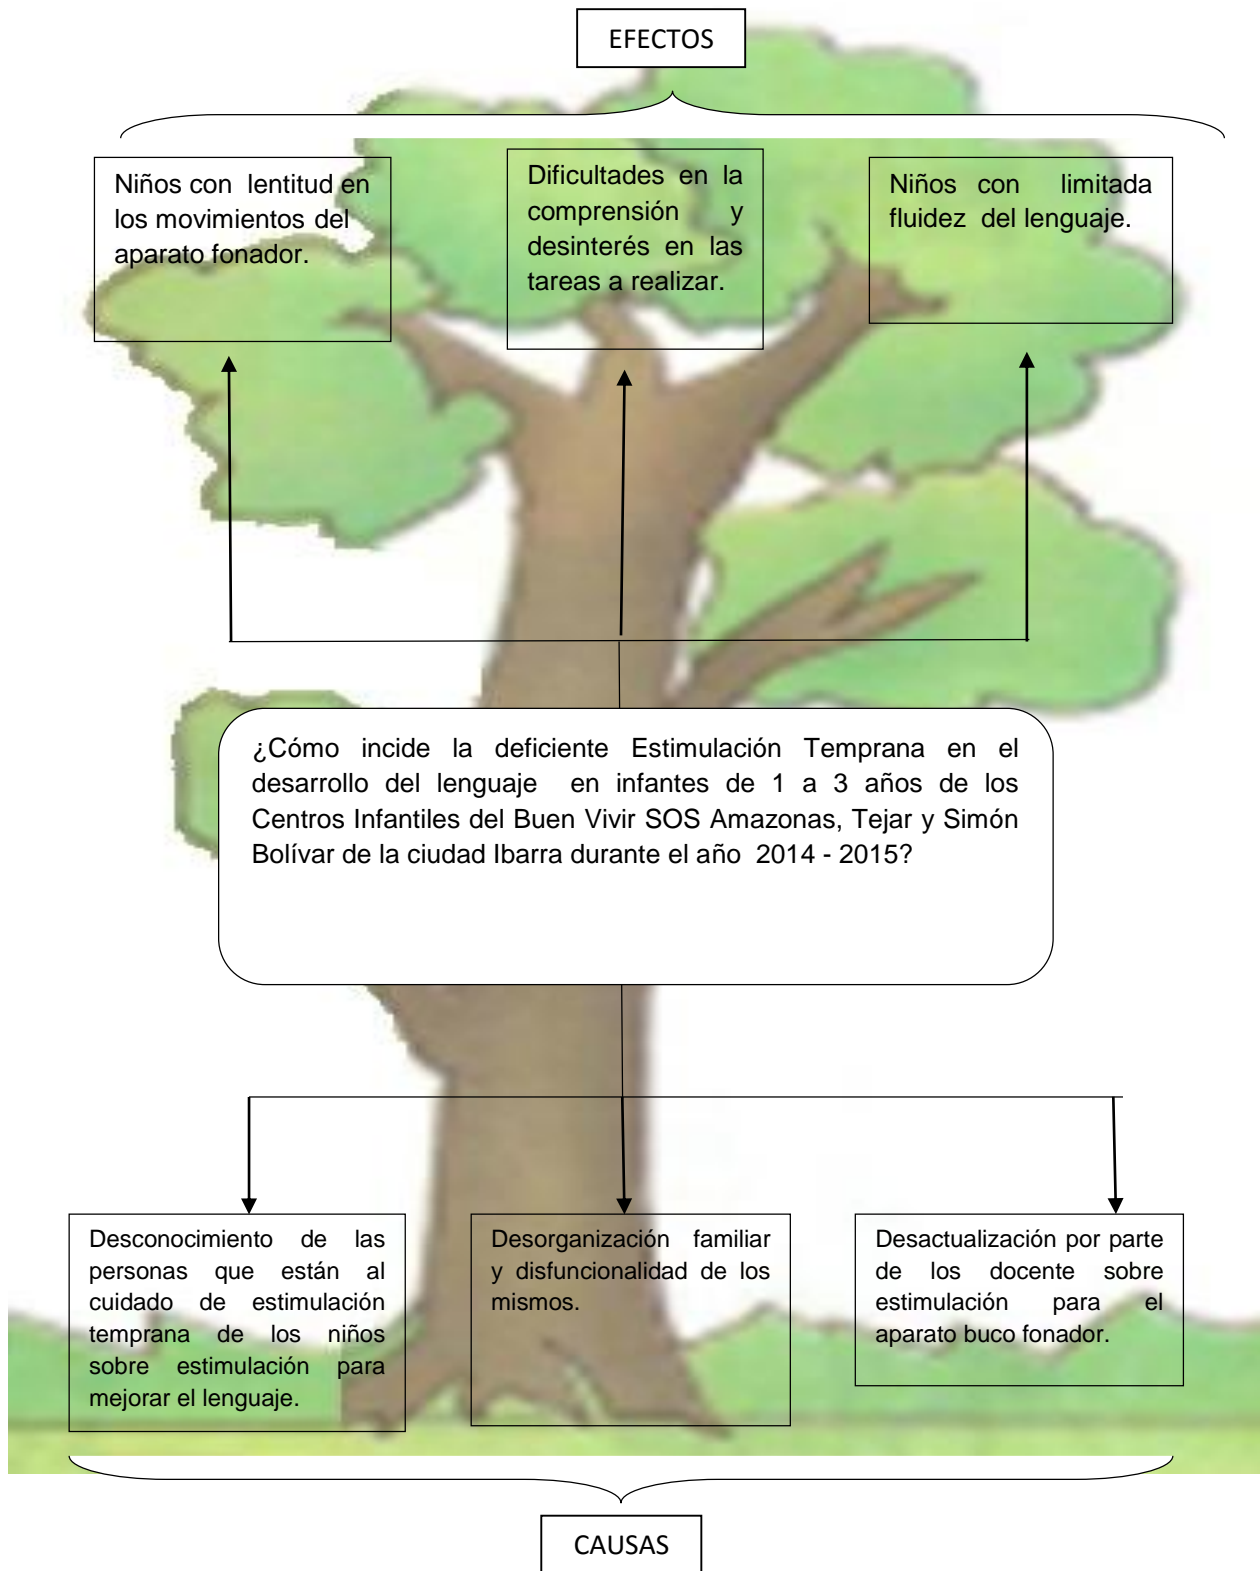 EFECTOS
Niños con lentitud en
los movimientos del
aparato fonador.
Dificultades en la
comprensión y
desinterés en las
tareas a realizar.
Niños con limitada
fluidez del lenguaje.
¿Cómo incide la deficiente Estimulación Temprana en el
desarrollo del lenguaje en infantes de 1 a 3 años de los
Centros Infantiles del Buen Vivir SOS Amazonas, Tejar y Simón
Bolívar de la ciudad Ibarra durante el año 2014 - 2015?
Desconocimiento de las
personas que están al
cuidado de estimulación
temprana de los niños
sobre estimulación para
mejorar el lenguaje.
Desorganización familiar
y disfuncionalidad de los
mismos.
Desactualización por parte
de los docente sobre
estimulación para el
aparato buco fonador.
CAUSAS